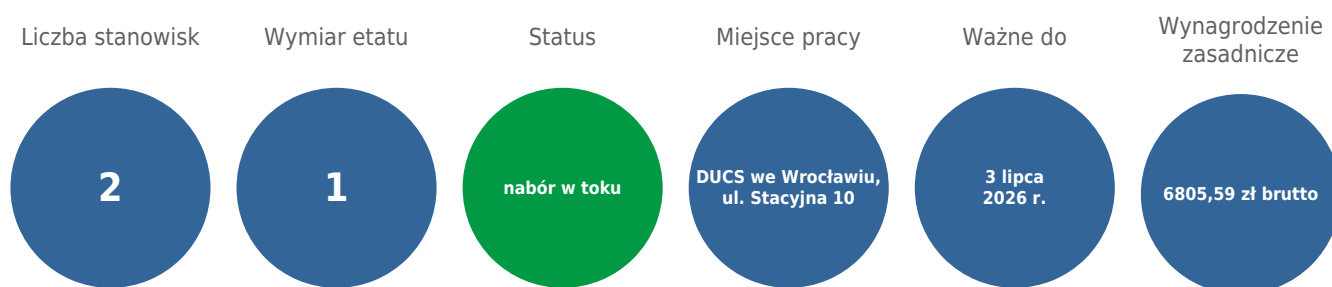 Liczba stanowisk
2
Wymiar etatu
1
Status
nabór w toku
Miejsce pracy
DUCS we Wrocławiu,
ul. Stacyjna 10
Ważne do
3 lipca
2026 r.
Wynagrodzenie
zasadnicze
6805,59 zł brutto